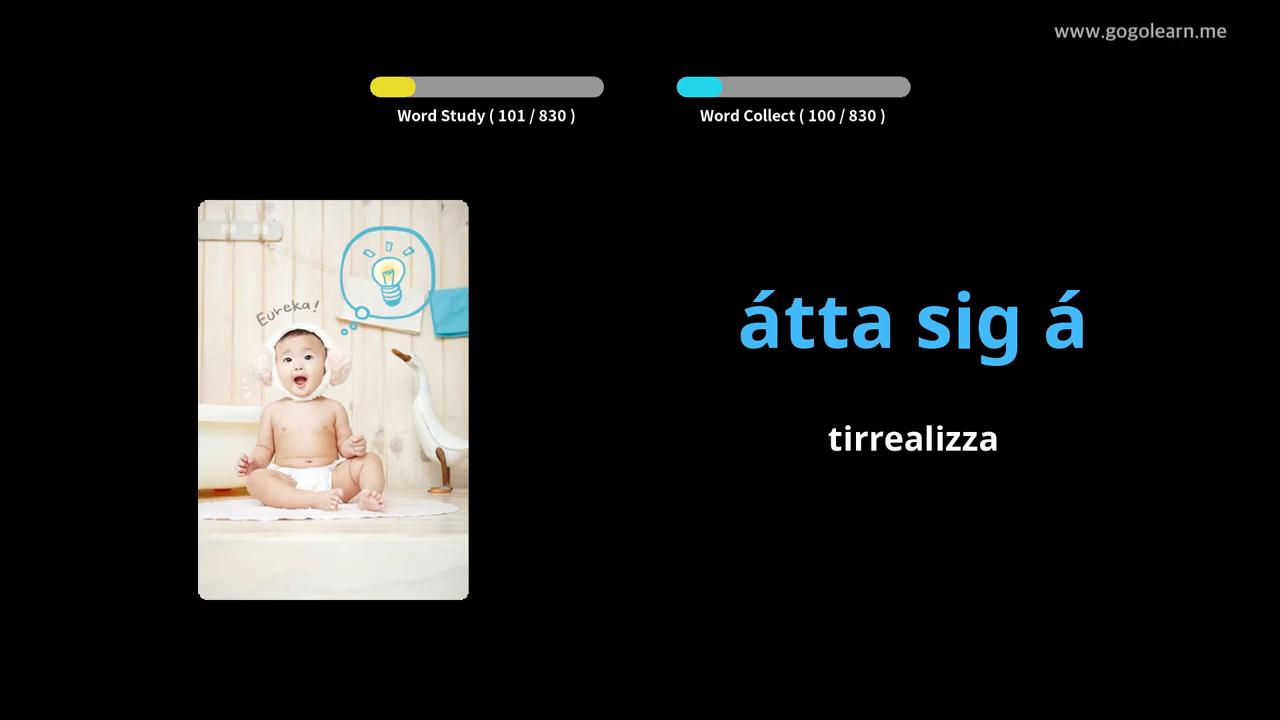 www.gogolearn.me
Word Study ( 101 / 830 )
Word Collect ( 100 / 830 )
Eureka!
átta sig á
tirrealizza